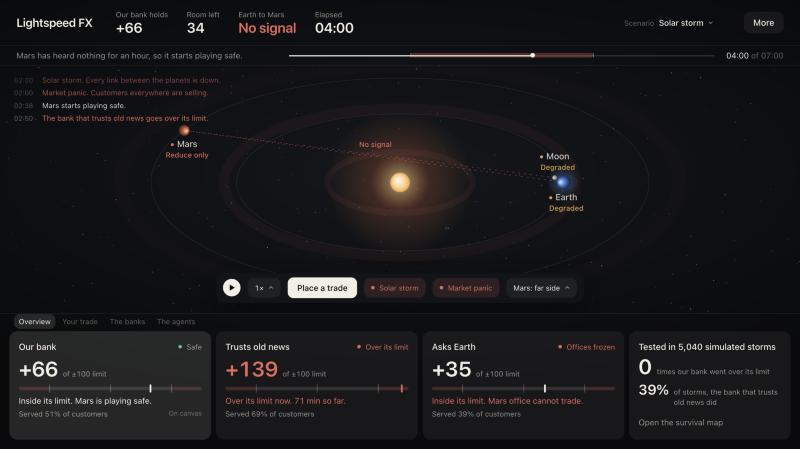 Lightspeed FX
Our bank holds
+66
Room left
34
Earth to Mars
No signal
Elapsed
04:00
Scenario Solar storm
More
Mars has heard nothing for an hour, so it starts playing safe.
04:00 of 07:00
02:00 Solar storm. Every link between the planets is down.
02:00 Market panic. Customers everywhere are selling.
02:38 Mars starts playing safe.
02:50 The bank that trusts old news goes over its limit.
Mars
Reduce only
No signal
Moon
Degraded
Earth
Degraded
1×
Place a trade
Solar storm
Market panic
Mars: far side
Overview Your trade The banks The agents
Our bank
Safe
+66 of ±100 limit
Inside its limit. Mars is playing safe.
Served 51% of customers
On canvas
Trusts old news
Over its limit
+139 of ±100 limit
Over its limit now. 71 min so far.
Served 69% of customers
Asks Earth
Offices frozen
+35 of ±100 limit
Inside its limit. Mars office cannot trade.
Served 39% of customers
Tested in 5,040 simulated storms
0 times our bank went over its limit
39% of storms, the bank that trusts
old news did
Open the survival map